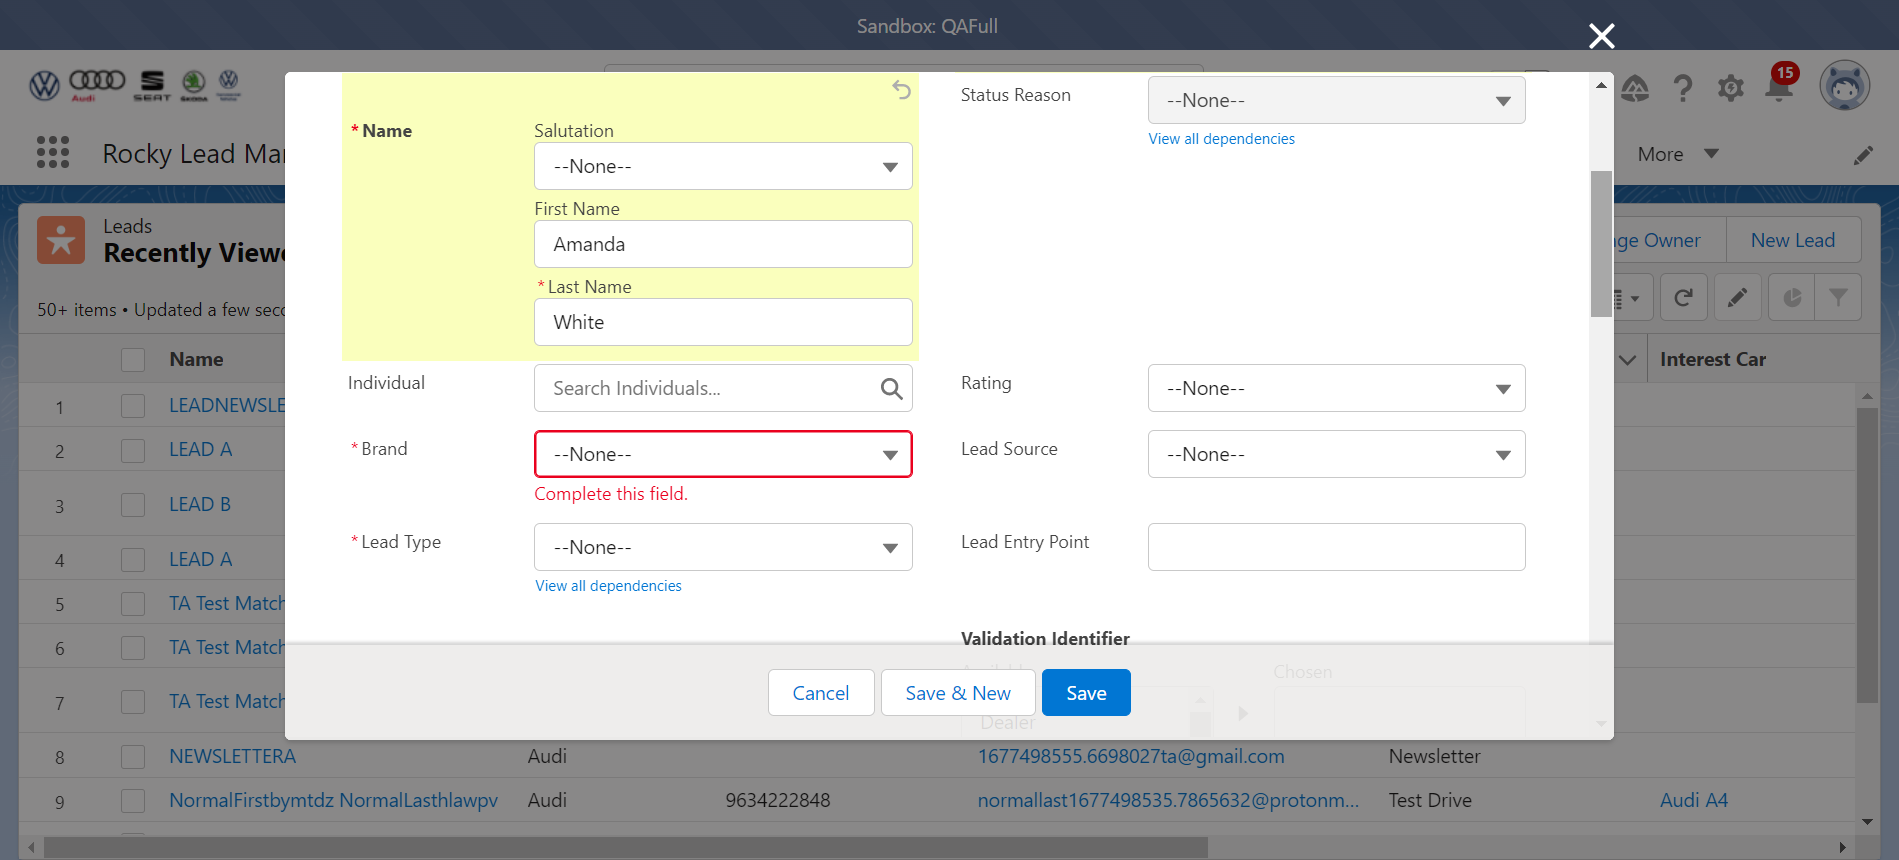 Sandbox: QAFull
Audi
SEAT
SKODA
15
Rocky Lead Mar
More
Leads
Recently Viewe
age Owner
New Lead
50+ items • Updated a few seco
Name
Interest Car
1
LEADNEWSLE
2
LEAD A
3
LEAD B
4
LEAD A
5
TA Test Match
6
TA Test Match
7
TA Test Match
8
NEWSLETTERA
Audi
1677498555.6698027ta@gmail.com
Newsletter
9
NormalFirstbymtdz NormalLasthlawpv
Audi
9634222848
normallast1677498535.7865632@protonm...
Test Drive
Audi A4
* Name
Salutation
--None--
First Name
Amanda
* Last Name
White
Status Reason
--None--
View all dependencies
Individual
Search Individuals...
Rating
--None--
* Brand
--None--
Complete this field.
Lead Source
--None--
* Lead Type
--None--
View all dependencies
Lead Entry Point
Validation Identifier
Chosen
Dealer
Cancel
Save & New
Save